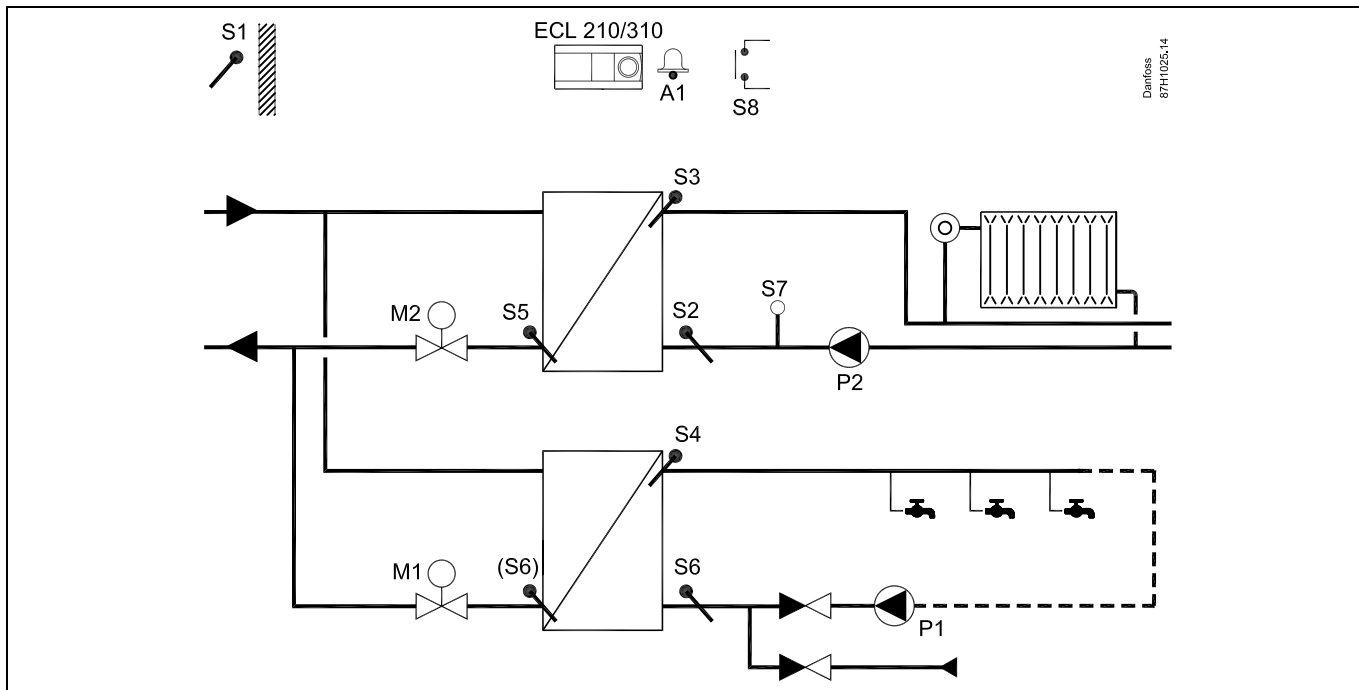 S1
ECL 210/310
A1
S8
Danfoss
87H1025.14
S3
M2
S5
S2
S7
P2
S4
M1
(S6)
S6
P1